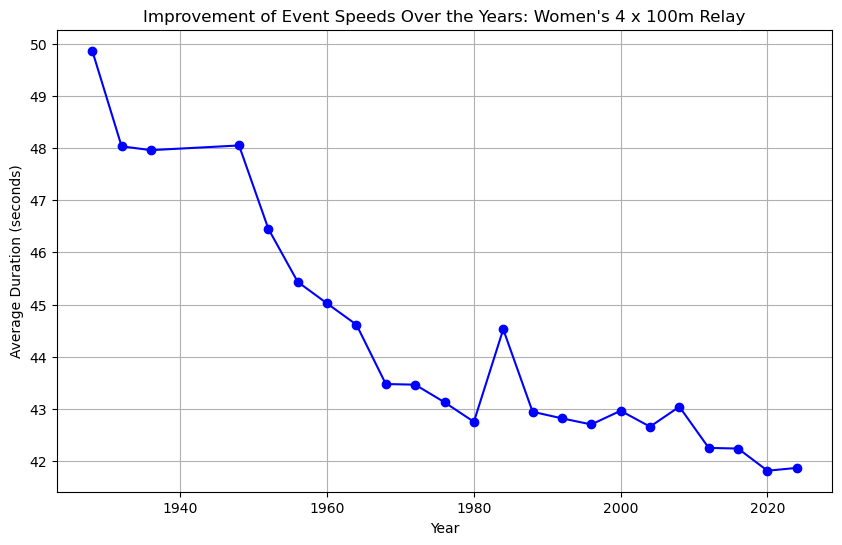 Improvement of Event Speeds Over the Years: Women's 4 x 100m Relay
50
49
48
47
46
45
44
43
42
Average Duration (seconds)
1940 1960 1980 2000 2020
Year